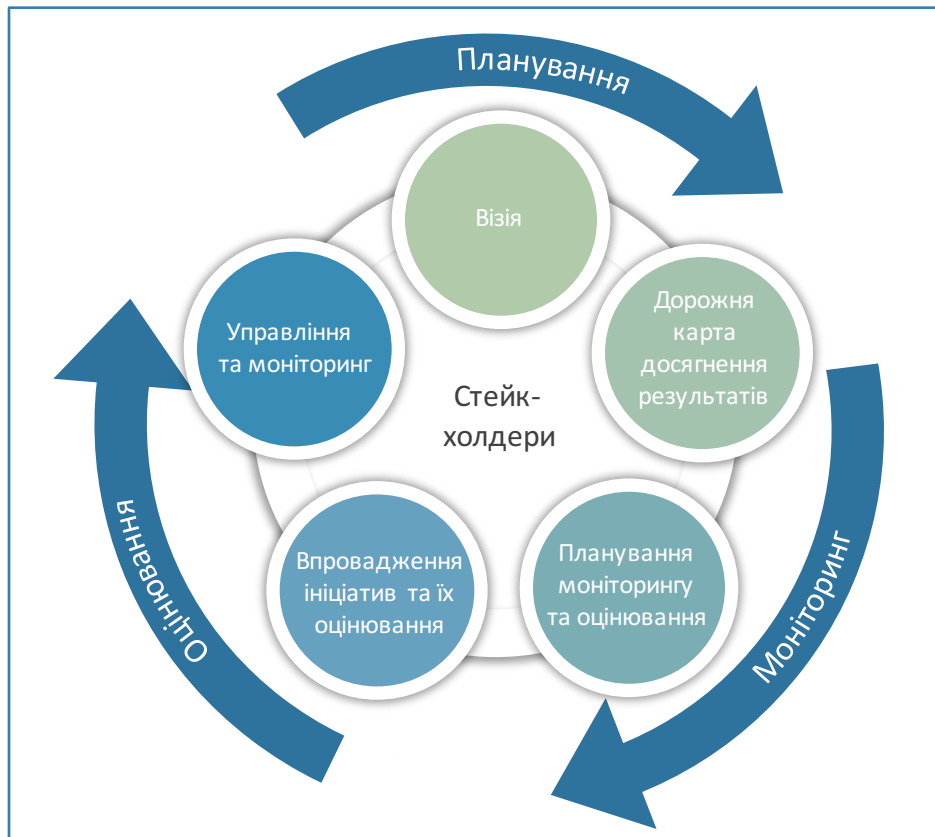 Планування
Візія
Дорожня
карта
досягнення
результатів
Управління
та моніторинг
Стейк-
холдери
Впровадження
ініціатив та їх
оцінювання
Планування
моніторингу
та оцінювання
Моніторинг
Оцінювання